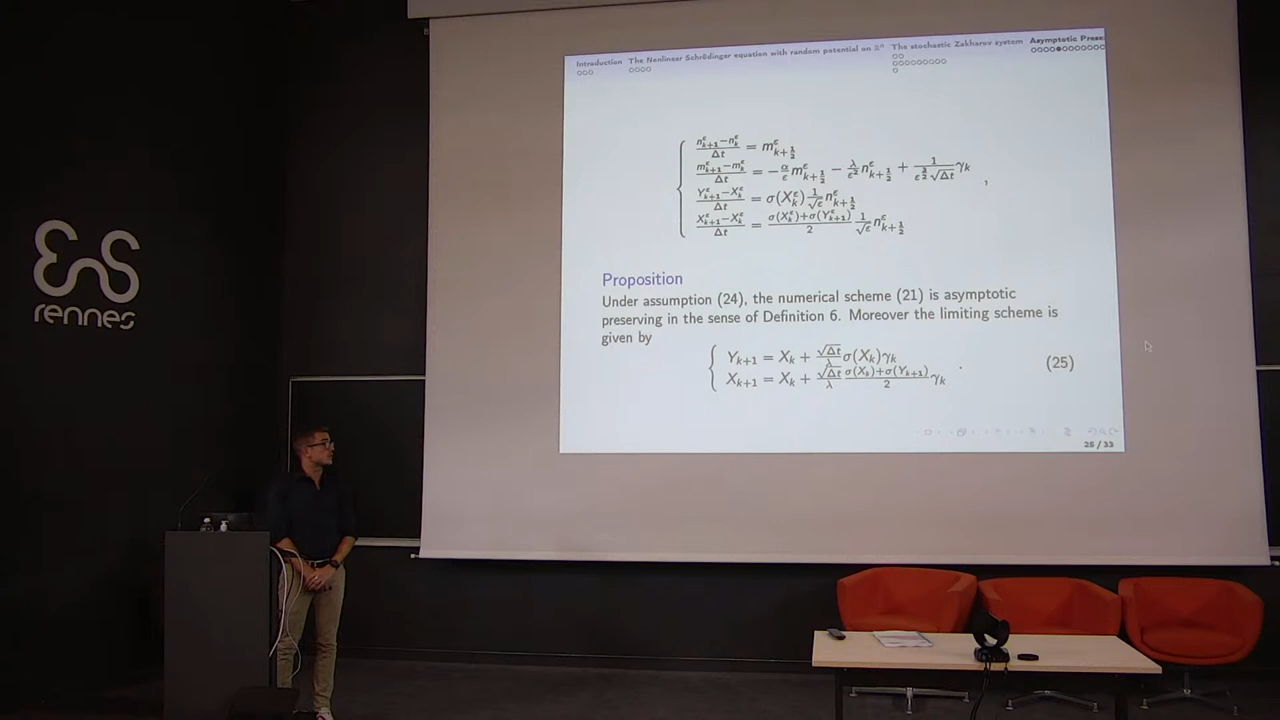 Introduction The Nonlinear Schrödinger equation with random potential on ℝᵈ The stochastic Zakharov system Asymptotic Prese
{ (n^ε_{k+1} − n^ε_k)/Δt = m^ε_{k+1/2}
(m^ε_{k+1} − m^ε_k)/Δt = −(α/ε) m^ε_{k+1/2} − (λ/ε²) n^ε_{k+1/2} + 1/(ε^{3/2}√Δt) γ_k ,
(Y^ε_{k+1} − X^ε_k)/Δt = σ(X^ε_k) (1/√ε) n^ε_{k+1/2}
(X^ε_{k+1} − X^ε_k)/Δt = (σ(X^ε_k)+σ(Y^ε_{k+1}))/2 (1/√ε) n^ε_{k+1/2}
εnS
rennes
Proposition
Under assumption (24), the numerical scheme (21) is asymptotic
preserving in the sense of Definition 6. Moreover the limiting scheme is
given by
{ Y_{k+1} = X_k + (√Δt/λ) σ(X_k)γ_k
X_{k+1} = X_k + (√Δt/λ) (σ(X_k)+σ(Y_{k+1}))/2 γ_k . (25)
25 / 33